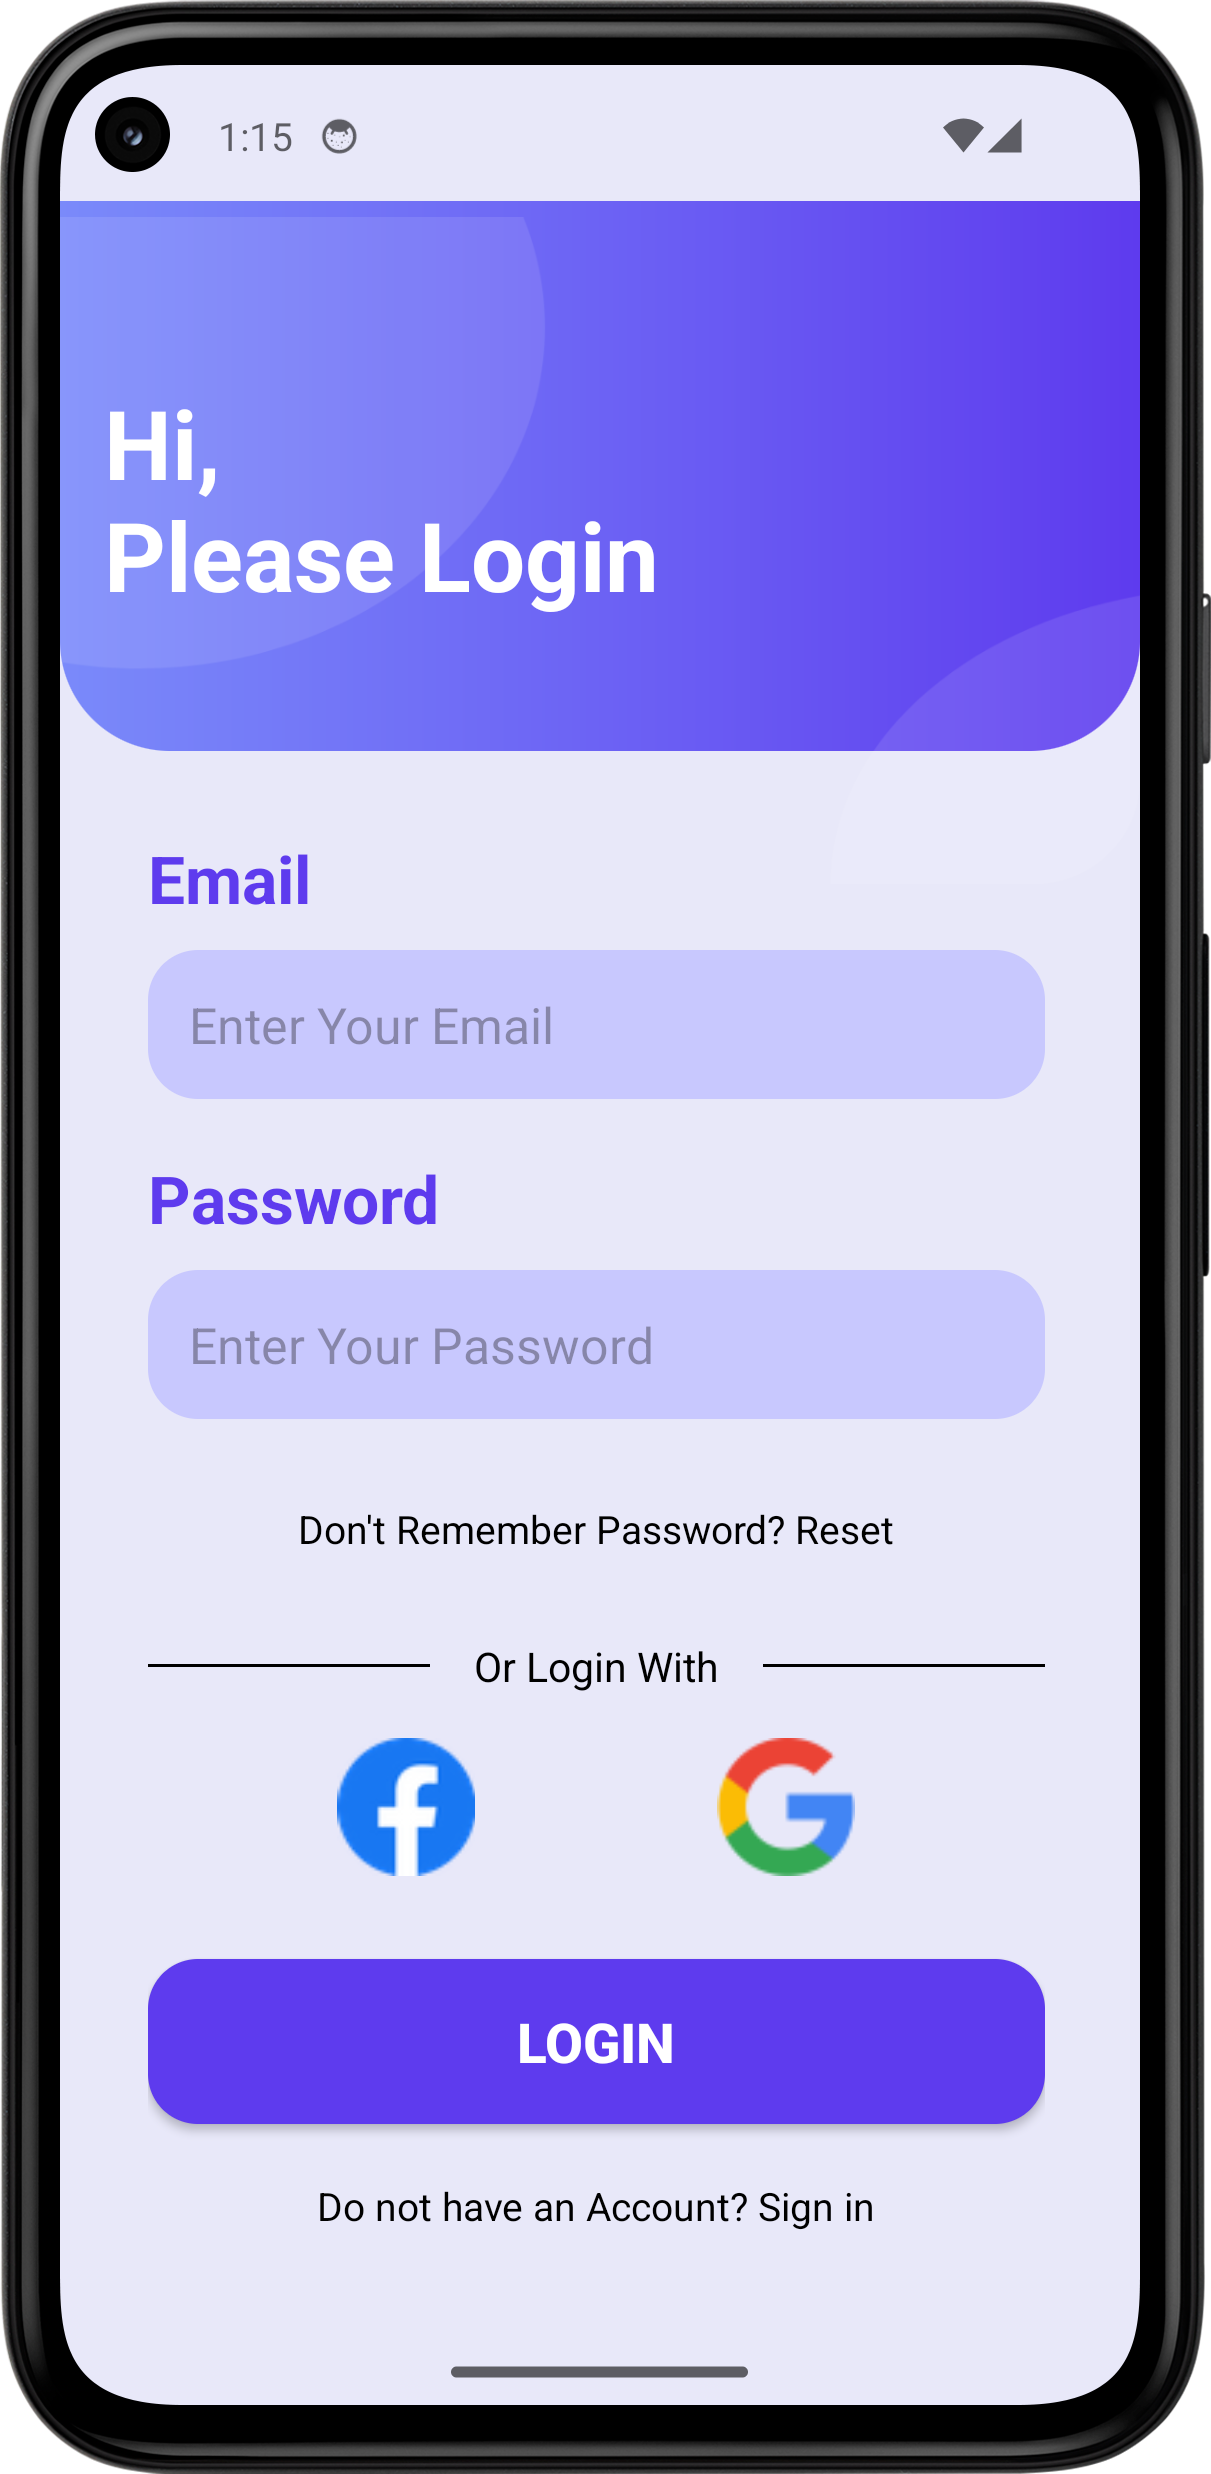 1:15
Hi,
Please Login
Email
Enter Your Email
Password
Enter Your Password
Don't Remember Password? Reset
Or Login With
LOGIN
Do not have an Account? Sign in